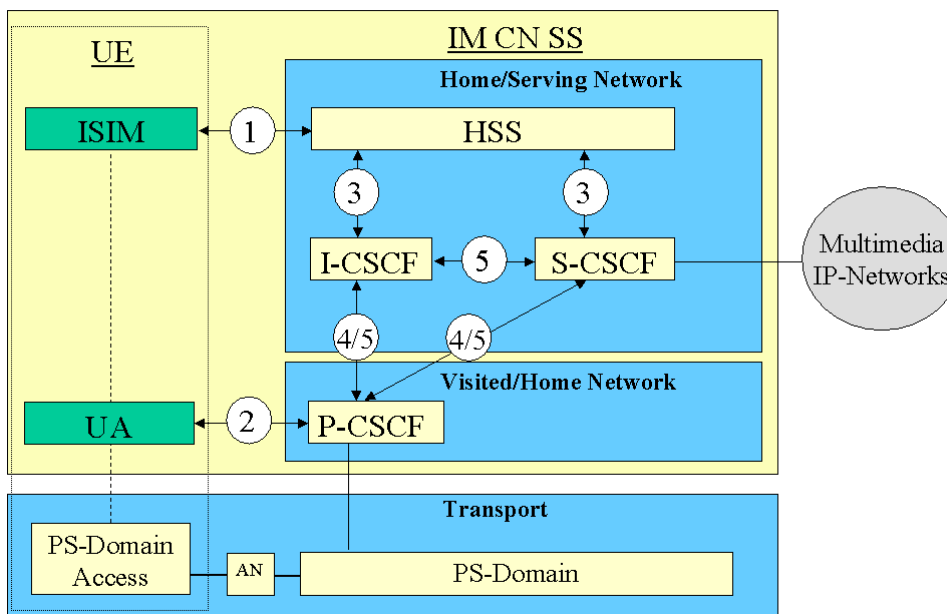 UE
IM CN SS
Home/Serving Network
ISIM
1
HSS
3
3
I-CSCF
5
S-CSCF
Multimedia
IP-Networks
4/5
4/5
Visited/Home Network
UA
2
P-CSCF
Transport
PS-Domain
Access
AN
PS-Domain